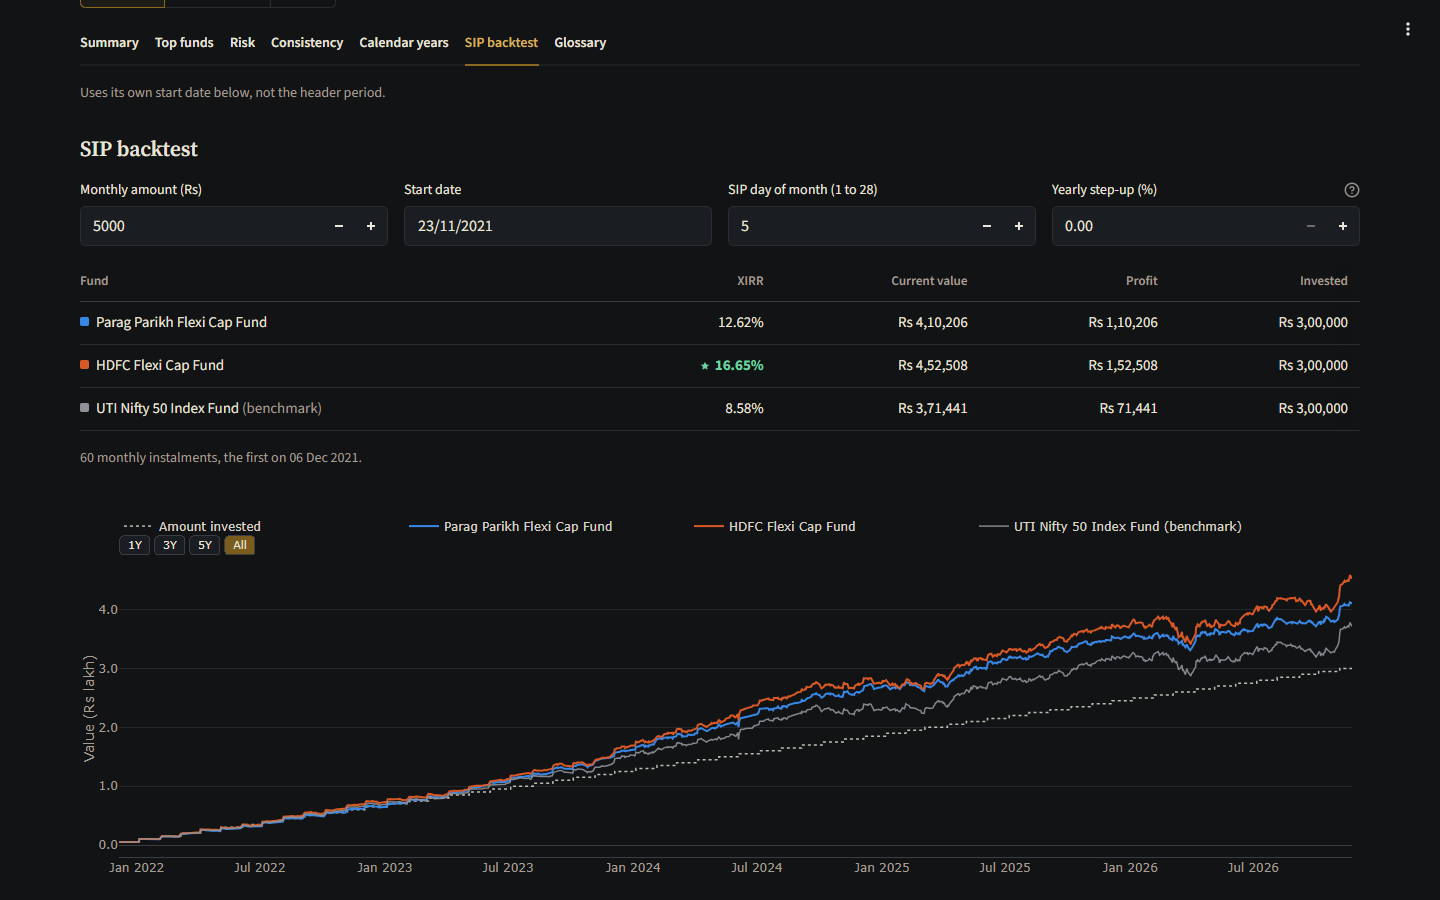 Summary Top funds Risk Consistency Calendar years SIP backtest Glossary
Uses its own start date below, not the header period.
SIP backtest
Monthly amount (Rs) Start date SIP day of month (1 to 28) Yearly step-up (%)
5000 − + 23/11/2021 5 − + 0.00 − +
Fund XIRR Current value Profit Invested
Parag Parikh Flexi Cap Fund 12.62% Rs 4,10,206 Rs 1,10,206 Rs 3,00,000
HDFC Flexi Cap Fund ★ 16.65% Rs 4,52,508 Rs 1,52,508 Rs 3,00,000
UTI Nifty 50 Index Fund (benchmark) 8.58% Rs 3,71,441 Rs 71,441 Rs 3,00,000
60 monthly instalments, the first on 06 Dec 2021.
Amount invested Parag Parikh Flexi Cap Fund HDFC Flexi Cap Fund UTI Nifty 50 Index Fund (benchmark)
1Y 3Y 5Y All
Value (Rs lakh)
4.0
3.0
2.0
1.0
0.0
Jan 2022 Jul 2022 Jan 2023 Jul 2023 Jan 2024 Jul 2024 Jan 2025 Jul 2025 Jan 2026 Jul 2026